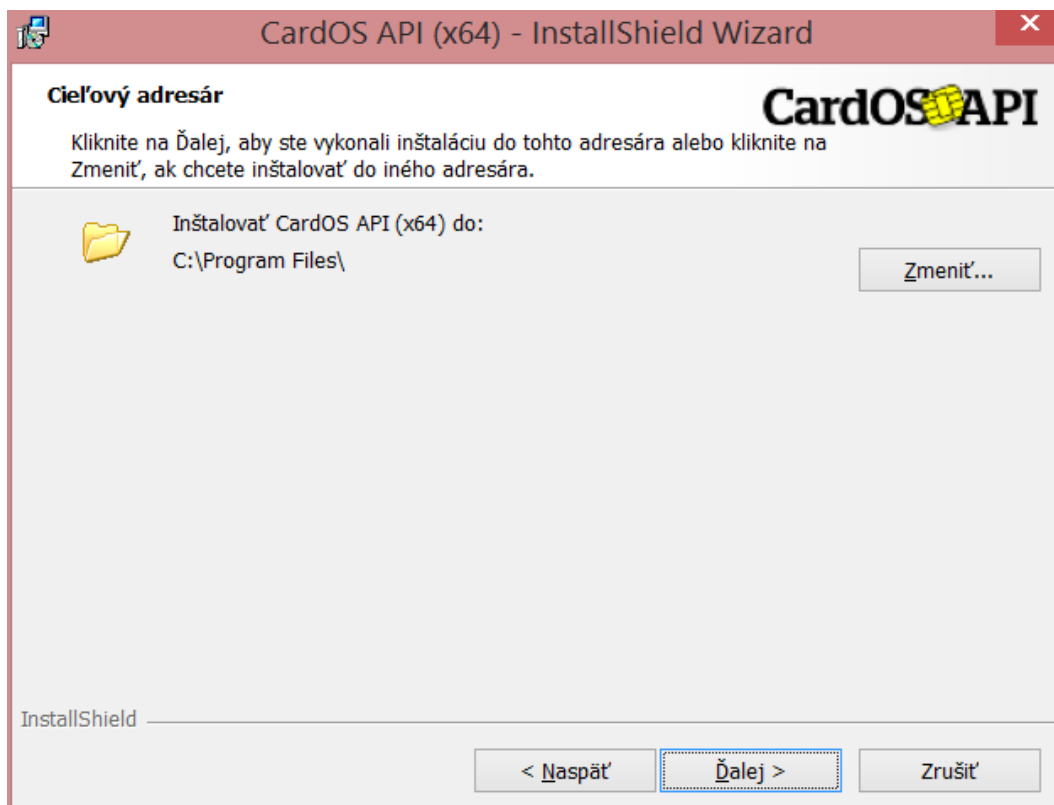 CardOS API (x64) - InstallShield Wizard
Cieľový adresár
CardOS API
Kliknite na Ďalej, aby ste vykonali inštaláciu do tohto adresára alebo kliknite na
Zmeniť, ak chcete inštalovať do iného adresára.
Inštalovať CardOS API (x64) do:
C:\Program Files\
Zmeniť...
InstallShield
< Naspäť
Ďalej >
Zrušiť